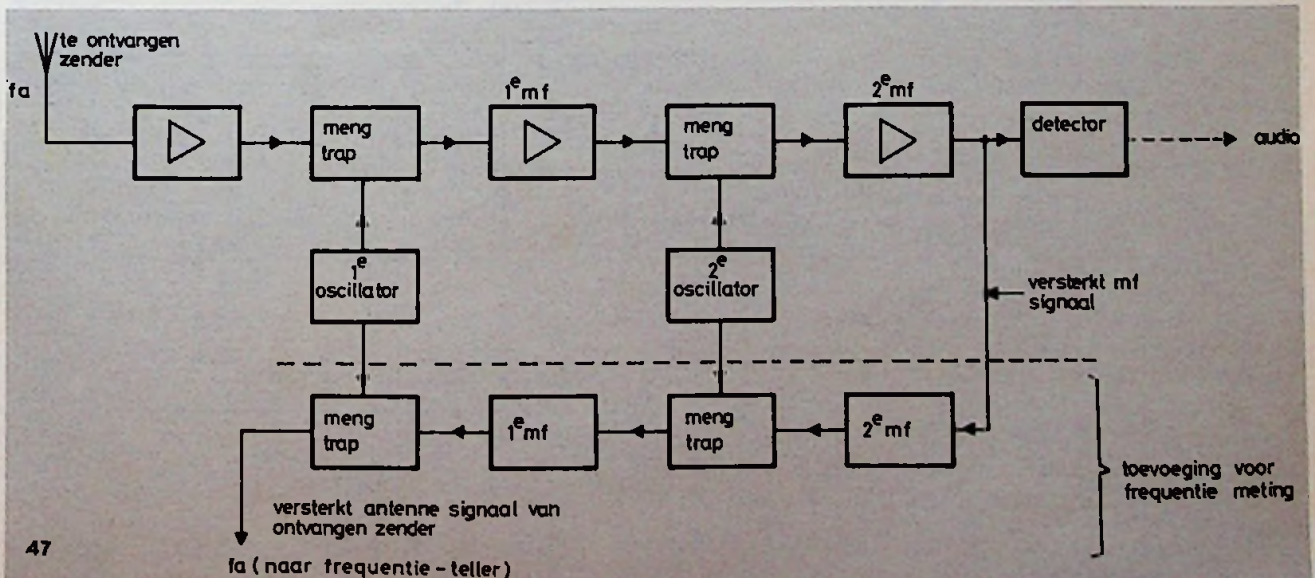 te ontvangen
zender
fa
1e mf
2e mf
meng
trap
meng
trap
detector
audio
1e
oscillator
2e
oscillator
versterkt mf
signaal
meng
trap
1e mf
meng
trap
2e mf
toevoeging voor
frequentie meting
versterkt antenne signaal van
ontvangen zender
47
fa ( naar frequentie - teller )